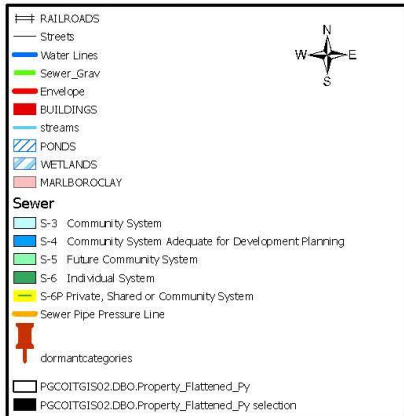 RAILROADS
N
Streets
Water Lines
W E
Sewer_Grav
S
Envelope
BUILDINGS
streams
PONDS
WETLANDS
MARLBOROCLAY
Sewer
S-3 Community System
S-4 Community System Adequate for Development Planning
S-5 Future Community System
S-6 Individual System
S-6P Private, Shared or Community System
Sewer Pipe Pressure Line
dormantcategories
PGCOITGIS02.DBO.Property_Flattened_Py
PGCOITGIS02.DBO.Property_Flattened_Py selection